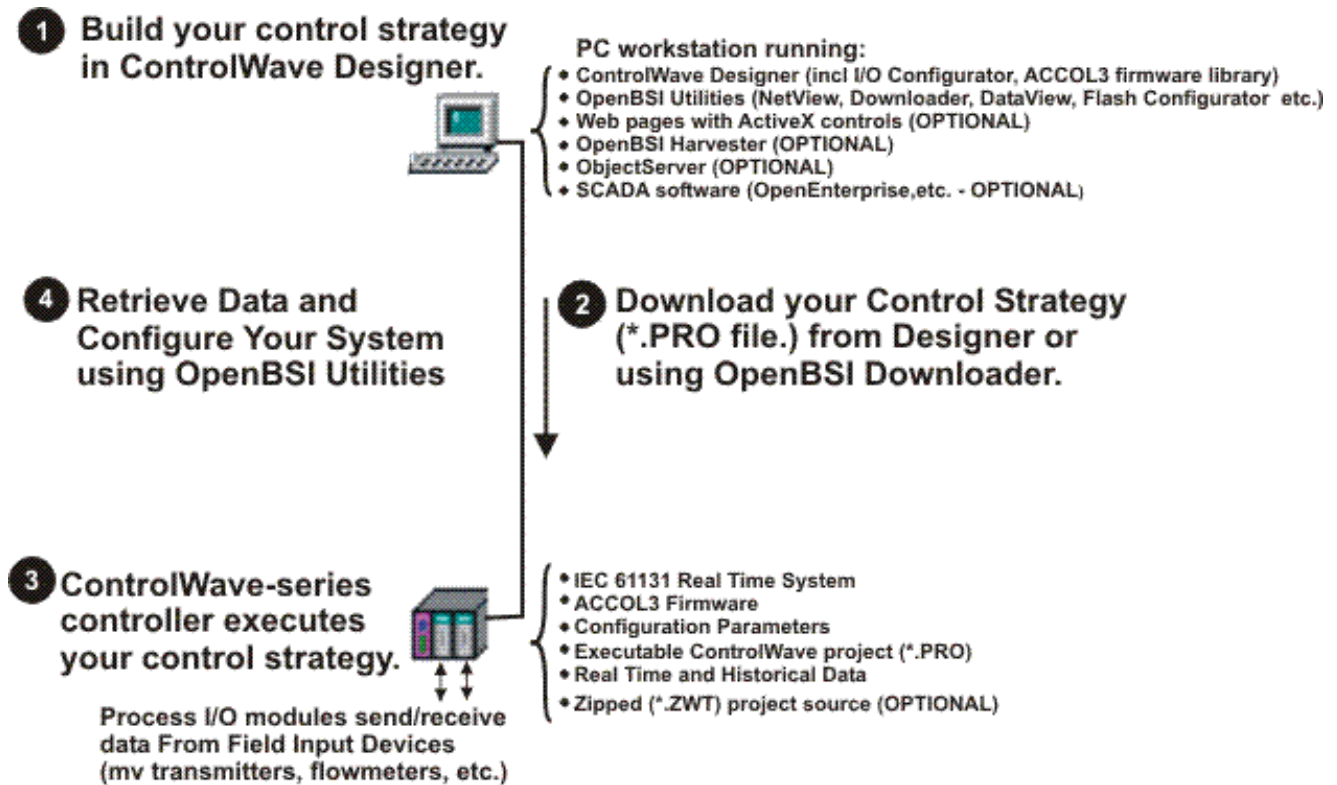 1 Build your control strategy
in ControlWave Designer.
PC workstation running:
• ControlWave Designer (incl I/O Configurator, ACCOL3 firmware library)
• OpenBSI Utilities (NetView, Downloader, DataView, Flash Configurator etc.)
• Web pages with ActiveX controls (OPTIONAL)
• OpenBSI Harvester (OPTIONAL)
• ObjectServer (OPTIONAL)
• SCADA software (OpenEnterprise,etc. - OPTIONAL)
4 Retrieve Data and
Configure Your System
using OpenBSI Utilities
2 Download your Control Strategy
(*.PRO file.) from Designer or
using OpenBSI Downloader.
3 ControlWave-series
controller executes
your control strategy.
• IEC 61131 Real Time System
• ACCOL3 Firmware
• Configuration Parameters
• Executable ControlWave project (*.PRO)
• Real Time and Historical Data
• Zipped (*.ZWT) project source (OPTIONAL)
Process I/O modules send/receive
data From Field Input Devices
(mv transmitters, flowmeters, etc.)